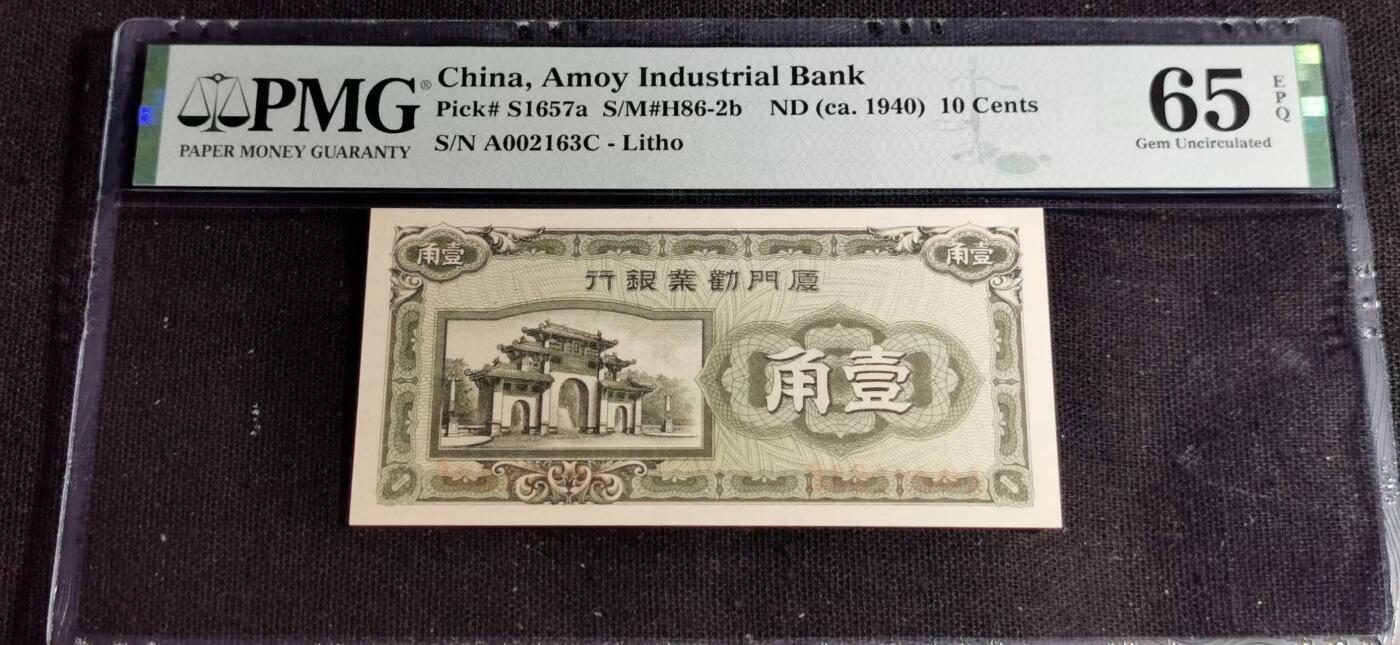 PMG®
PAPER MONEY GUARANTY
China, Amoy Industrial Bank
Pick# S1657a S/M#H86-2b ND (ca. 1940) 10 Cents
S/N A002163C - Litho
65
EPQ
Gem Uncirculated
角壹
角壹
行銀業勸門廈
角壹